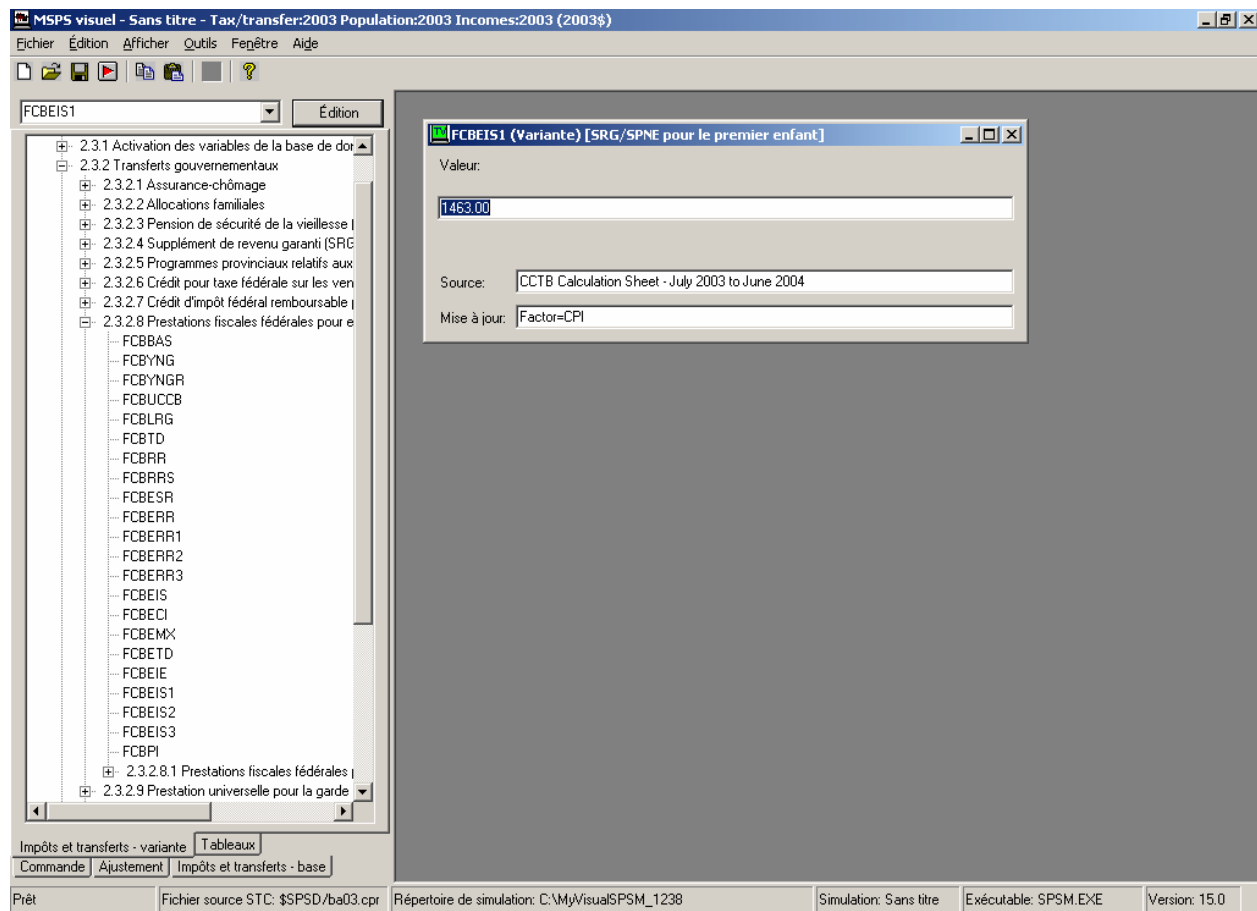 MSPS visuel - Sans titre - Tax/transfer:2003 Population:2003 Incomes:2003 (2003$)
Fichier Édition Afficher Outils Fenêtre Aide
FCBEIS1 Édition
2.3.1 Activation des variables de la base de dor
2.3.2 Transferts gouvernementaux
2.3.2.1 Assurance-chômage
2.3.2.2 Allocations familiales
2.3.2.3 Pension de sécurité de la vieillesse
2.3.2.4 Supplément de revenu garanti (SRG
2.3.2.5 Programmes provinciaux relatifs aux
2.3.2.6 Crédit pour taxe fédérale sur les ven
2.3.2.7 Crédit d'impôt fédéral remboursable
2.3.2.8 Prestations fiscales fédérales pour e
FCBBAS
FCBYNG
FCBYNGR
FCBUCCB
FCBLRG
FCBTD
FCBRR
FCBRRS
FCBESR
FCBERR
FCBERR1
FCBERR2
FCBERR3
FCBEIS
FCBECI
FCBEMX
FCBETD
FCBEIE
FCBEIS1
FCBEIS2
FCBEIS3
FCBPI
2.3.2.8.1 Prestations fiscales fédérales
2.3.2.9 Prestation universelle pour la garde
Impôts et transferts - variante Tableaux
Commande Ajustement Impôts et transferts - base
TV FCBEIS1 (Variante) [SRG/SPNE pour le premier enfant]
Valeur:
1463.00
Source: CCTB Calculation Sheet - July 2003 to June 2004
Mise à jour: Factor=CPI
Prêt Fichier source STC: $SPSD/ba03.cpr Répertoire de simulation: C:\MyVisualSPSM_1238 Simulation: Sans titre Exécutable: SPSM.EXE Version: 15.0